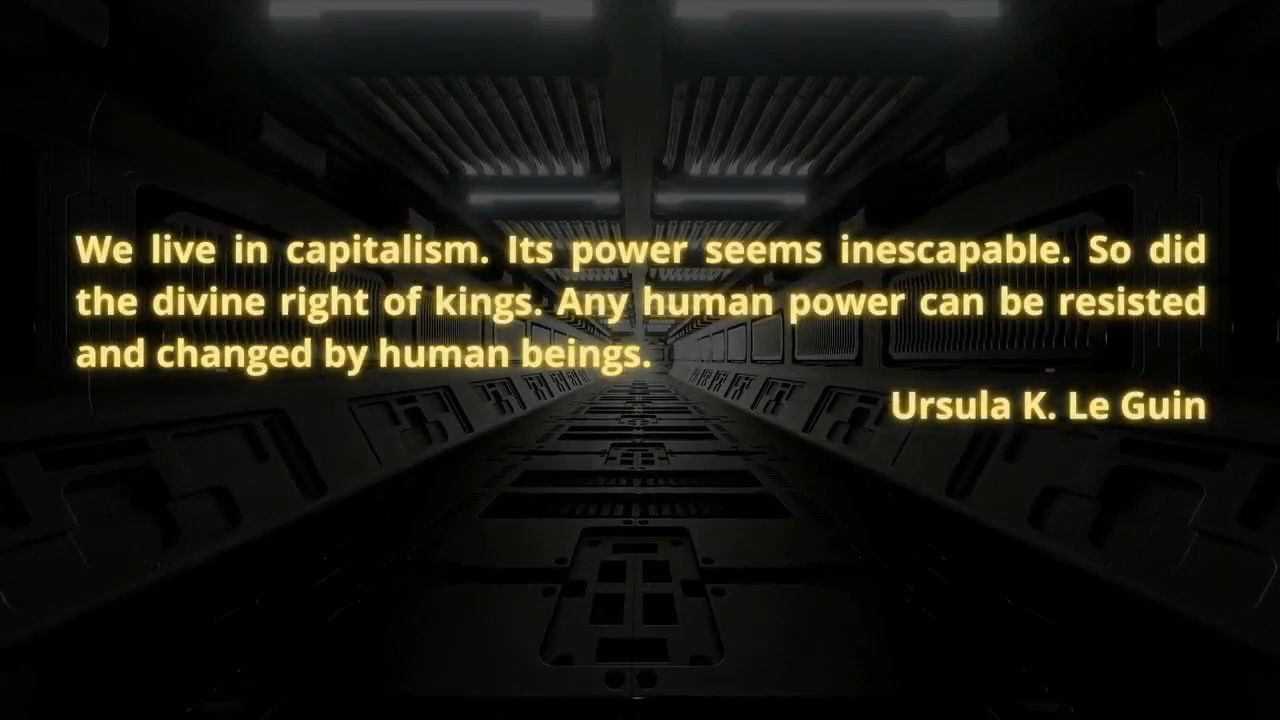 We live in capitalism. Its power seems inescapable. So did
the divine right of kings. Any human power can be resisted
and changed by human beings.
Ursula K. Le Guin